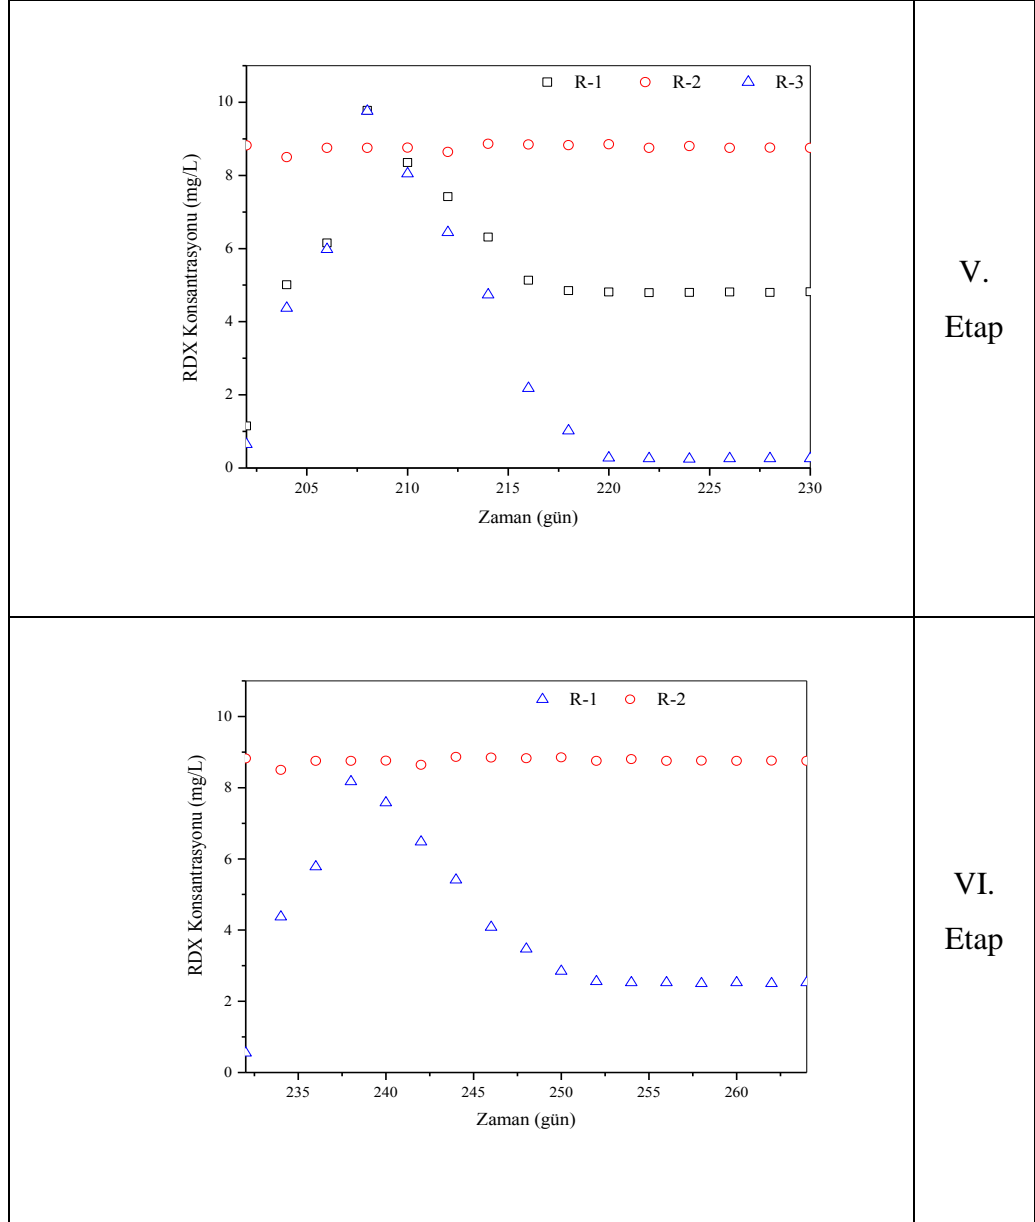 R-1 R-2 R-3
10
8
6
4
2
0
RDX Konsantrasyonu (mg/L)
205 210 215 220 225 230
Zaman (gün)
V.
Etap
R-1 R-2
10
8
6
4
2
0
RDX Konsantrasyonu (mg/L)
235 240 245 250 255 260
Zaman (gün)
VI.
Etap